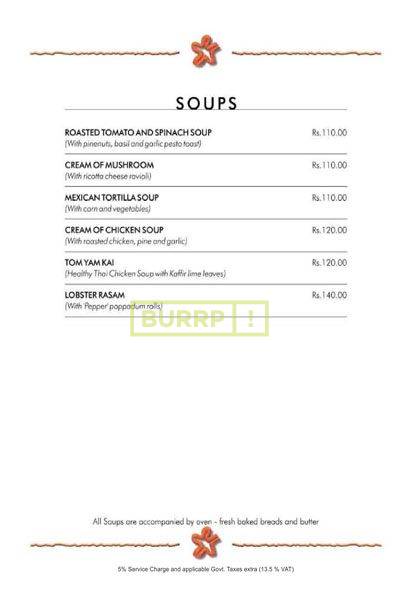 SOUPS
ROASTED TOMATO AND SPINACH SOUP Rs.110.00
(With pinenuts, basil and garlic pesto toast)
CREAM OF MUSHROOM Rs.110.00
(With ricotta cheese ravioli)
MEXICAN TORTILLA SOUP Rs.110.00
(With corn and vegetables)
CREAM OF CHICKEN SOUP Rs.120.00
(With roasted chicken, pine and garlic)
TOM YAM KAI Rs.120.00
(Healthy Thai Chicken Soup with Kaffir lime leaves)
LOBSTER RASAM Rs.140.00
(With 'Pepper' poppadum rolls)
BURRP!
All Soups are accompanied by oven - fresh baked breads and butter
5% Service Charge and applicable Govt. Taxes extra (13.5 % VAT)